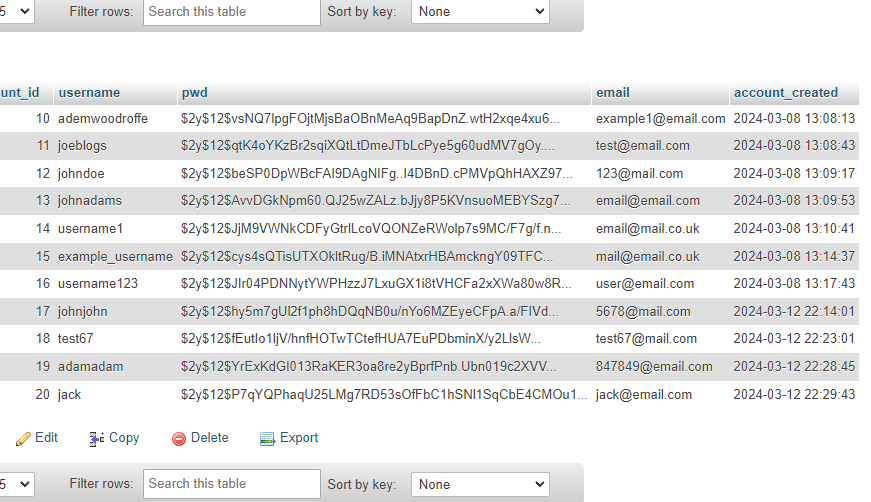 5 Filter rows: Search this table Sort by key: None
unt_id username pwd email account_created
10 ademwoodroffe $2y$12$vsNQ7lpgFOjtMjsBaOBnMeAq9BapDnZ.wtH2xqe4xu6... example1@email.com 2024-03-08 13:08:13
11 joeblogs $2y$12$qtK4oYKzBr2sqiXQtLtDmeJTbLcPye5g60udMV7gOy.... test@email.com 2024-03-08 13:08:43
12 johndoe $2y$12$beSP0DpWBcFAI9DAgNIFg..I4DBnD.cPMVpQhHAXZ97... 123@mail.com 2024-03-08 13:09:17
13 johnadams $2y$12$AvvDGkNpm60.QJ25wZALz.bJjy8P5KVnsuoMEBYSzg7... email@email.com 2024-03-08 13:09:53
14 username1 $2y$12$JjM9VWNkCDFyGtrlLcoVQONZeRWolp7s9MC/F7g/f.n... email@mail.co.uk 2024-03-08 13:10:41
15 example_username $2y$12$cys4sQTisUTXOkltRug/B.iMNAtxrHBAmckngY09TFC... mail@email.co.uk 2024-03-08 13:14:37
16 username123 $2y$12$JIr04PDNNytYWPHzzJ7LxuGX1i8tVHCFa2xXWa80w8R... user@email.com 2024-03-08 13:17:43
17 johnjohn $2y$12$hy5m7gUl2f1ph8hDQqNB0u/nYo6MZEyeCFpA.a/FIVd... 5678@mail.com 2024-03-12 22:14:01
18 test67 $2y$12$fEutIo1ljV/hnfHOTwTCtefHUA7EuPDbminX/y2LlsW... test67@mail.com 2024-03-12 22:23:01
19 adamadam $2y$12$YrExKdGl013RaKER3oa8re2yBprfPnb.Ubn019c2XVV... 847849@email.com 2024-03-12 22:28:45
20 jack $2y$12$P7qYQPhaqU25LMg7RD53sOfFbC1hSNl1SqCbE4CMOu1... jack@email.com 2024-03-12 22:29:43
Edit Copy Delete Export
5 Filter rows: Search this table Sort by key: None